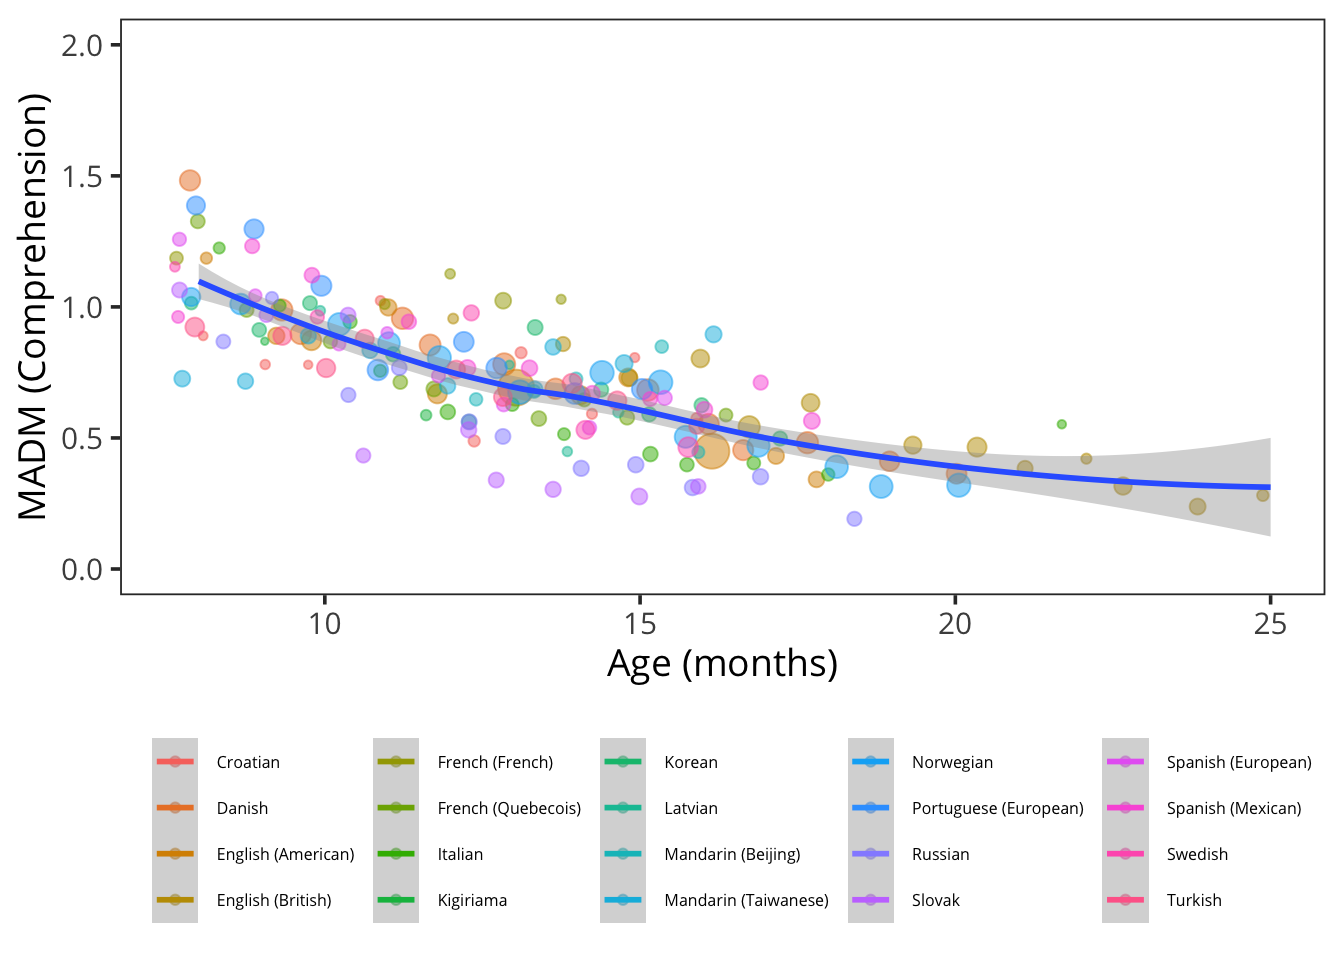 MADM (Comprehension)
2.0
1.5
1.0
0.5
0.0
10 15 20 25
Age (months)
Croatian French (French) Korean Norwegian Spanish (European)
Danish French (Quebecois) Latvian Portuguese (European) Spanish (Mexican)
English (American) Italian Mandarin (Beijing) Russian Swedish
English (British) Kigiriama Mandarin (Taiwanese) Slovak Turkish